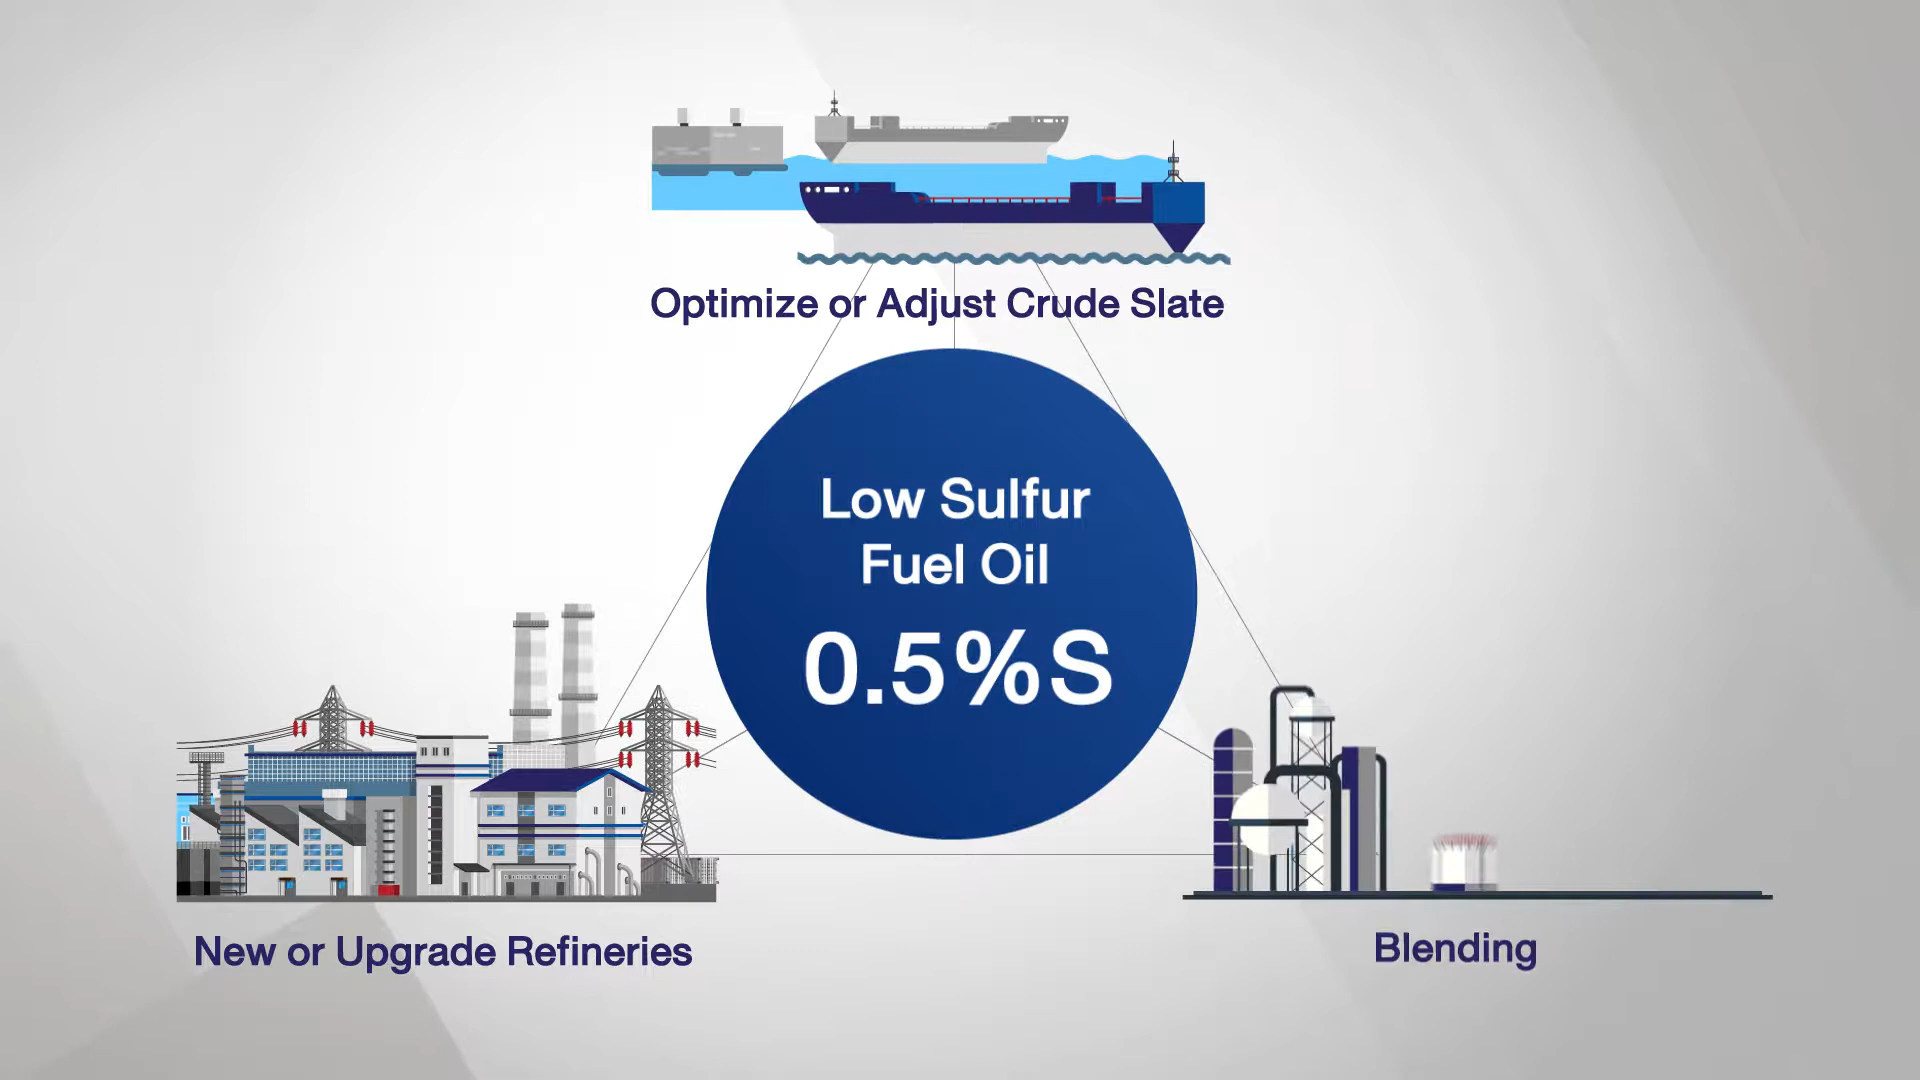 Optimize or Adjust Crude Slate
Low Sulfur
Fuel Oil
0.5%S
New or Upgrade Refineries
Blending